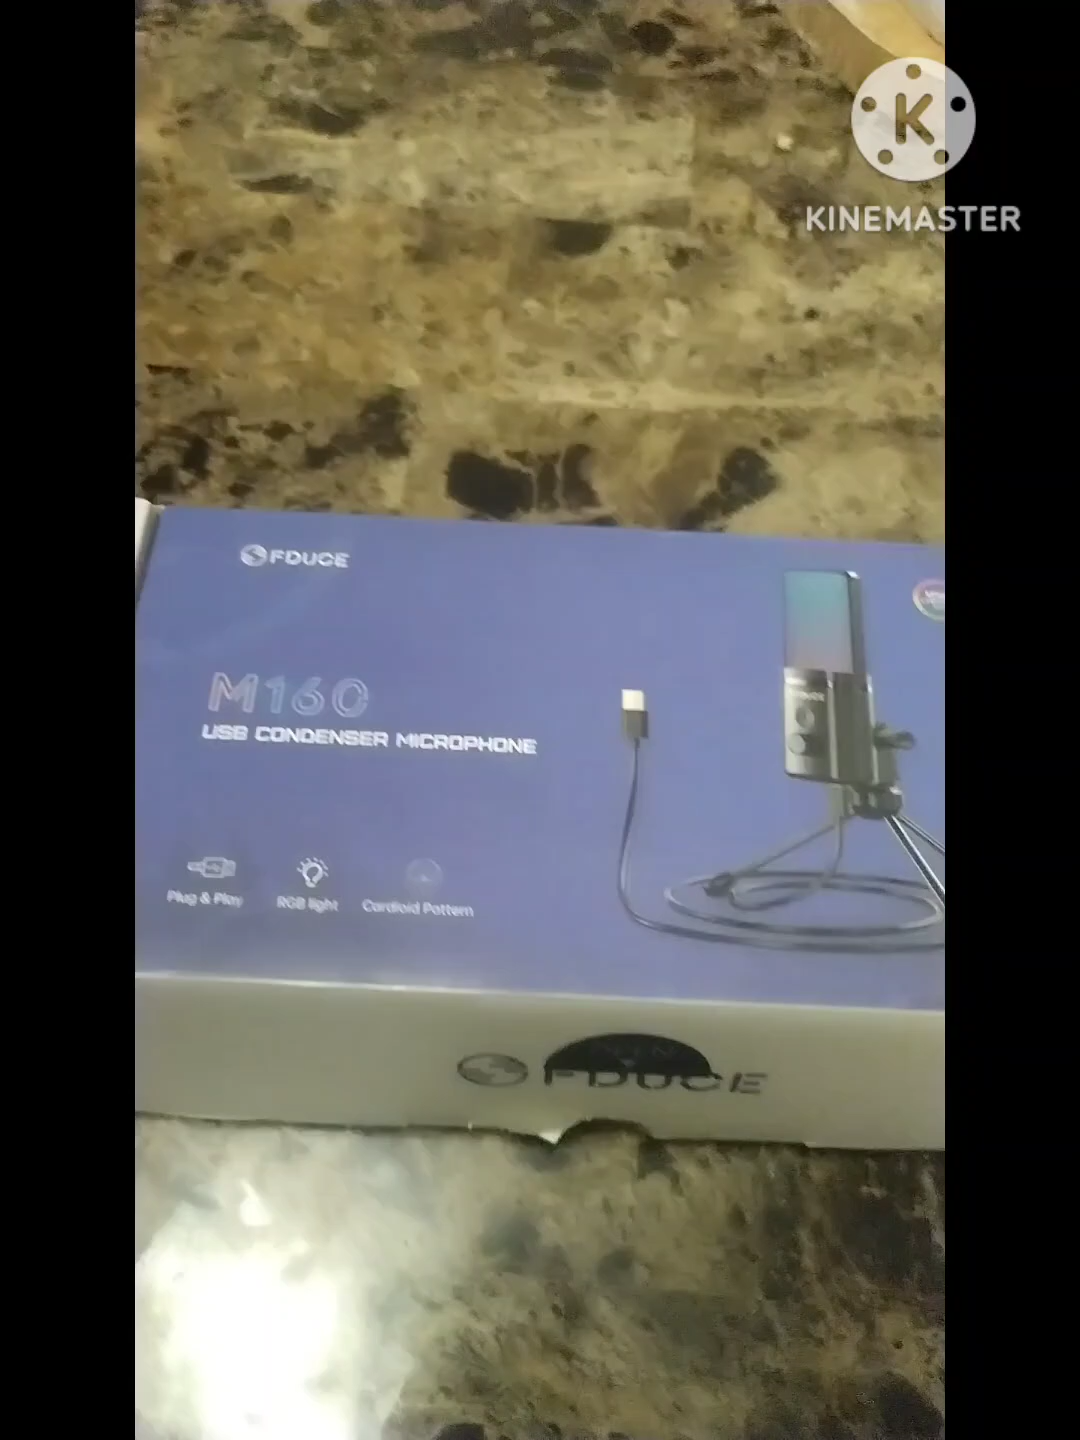 KINEMASTER
FDUCE
M160
USB CONDENSER MICROPHONE
Plug & Play
RGB light
Cardioid Pattern
FDUCE